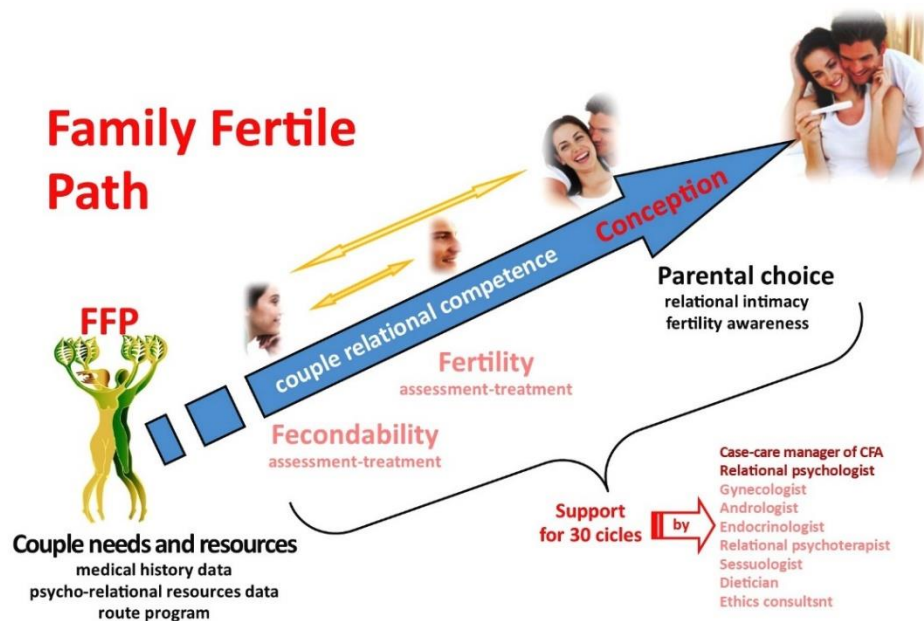 Family Fertile
Path
FFP
Conception
couple relational competence
Parental choice
relational intimacy
fertility awareness
Fertility
assessment-treatment
Fecondability
assessment-treatment
Couple needs and resources
medical history data
psycho-relational resources data
route program
Support
for 30 cicles
by
Case-care manager of CFA
Relational psychologist
Gynecologist
Andrologist
Endocrinologist
Relational psychoterapist
Sessuologist
Dietician
Ethics consultsnt